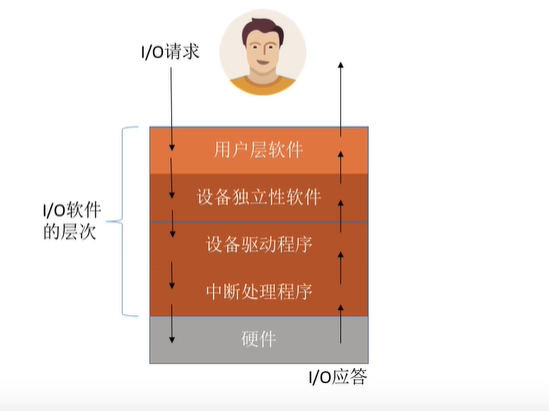 I/O请求
用户层软件
设备独立性软件
I/O软件
的层次
设备驱动程序
中断处理程序
硬件
I/O应答